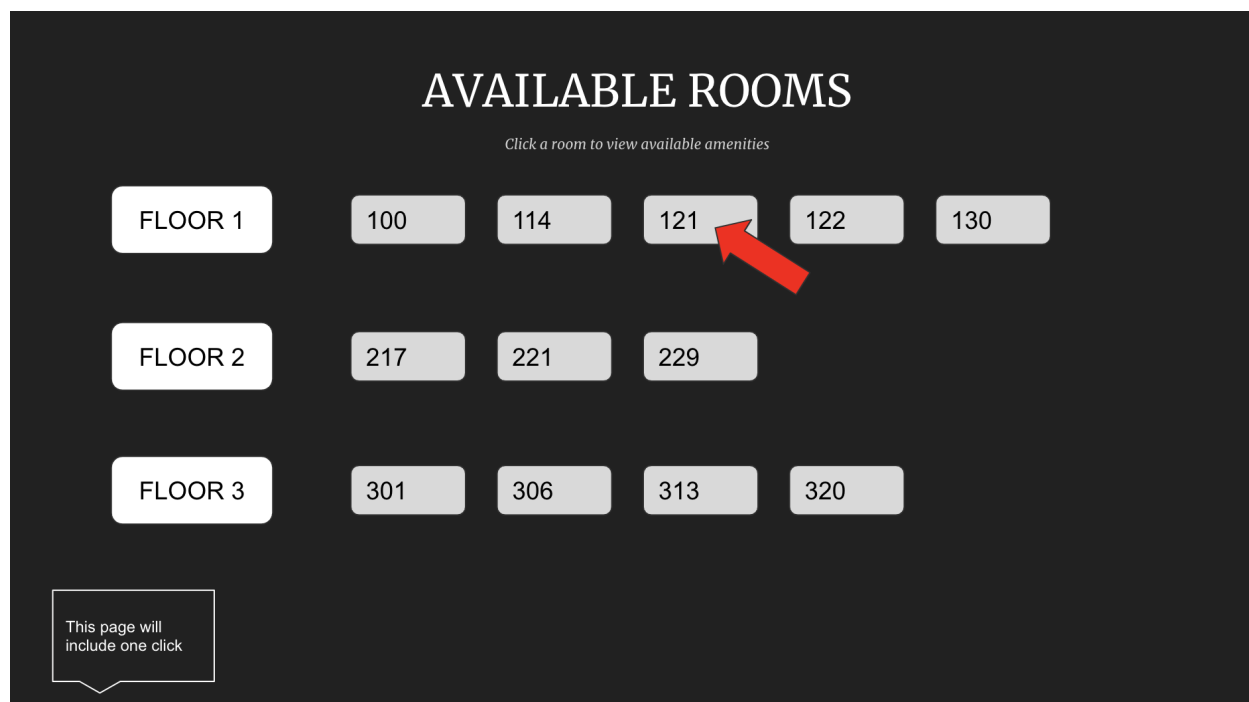 AVAILABLE ROOMS
Click a room to view available amenities
FLOOR 1 100 114 121 122 130
FLOOR 2 217 221 229
FLOOR 3 301 306 313 320
This page will
include one click